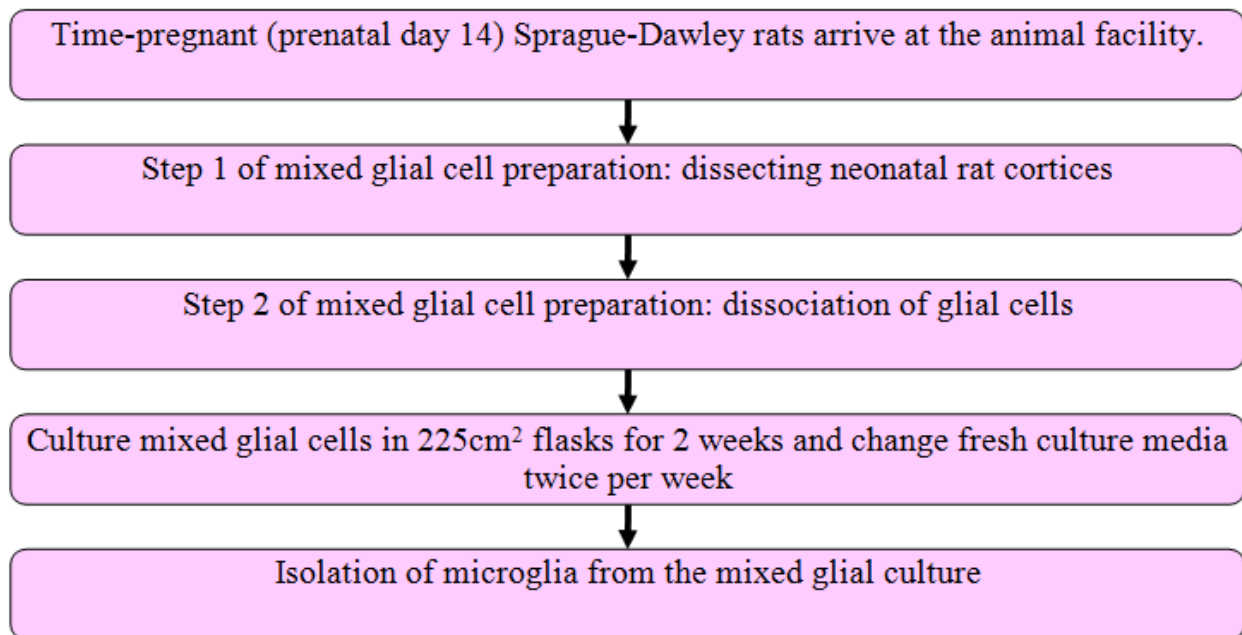 Time-pregnant (prenatal day 14) Sprague-Dawley rats arrive at the animal facility.
Step 1 of mixed glial cell preparation: dissecting neonatal rat cortices
Step 2 of mixed glial cell preparation: dissociation of glial cells
Culture mixed glial cells in 225cm² flasks for 2 weeks and change fresh culture media
twice per week
Isolation of microglia from the mixed glial culture